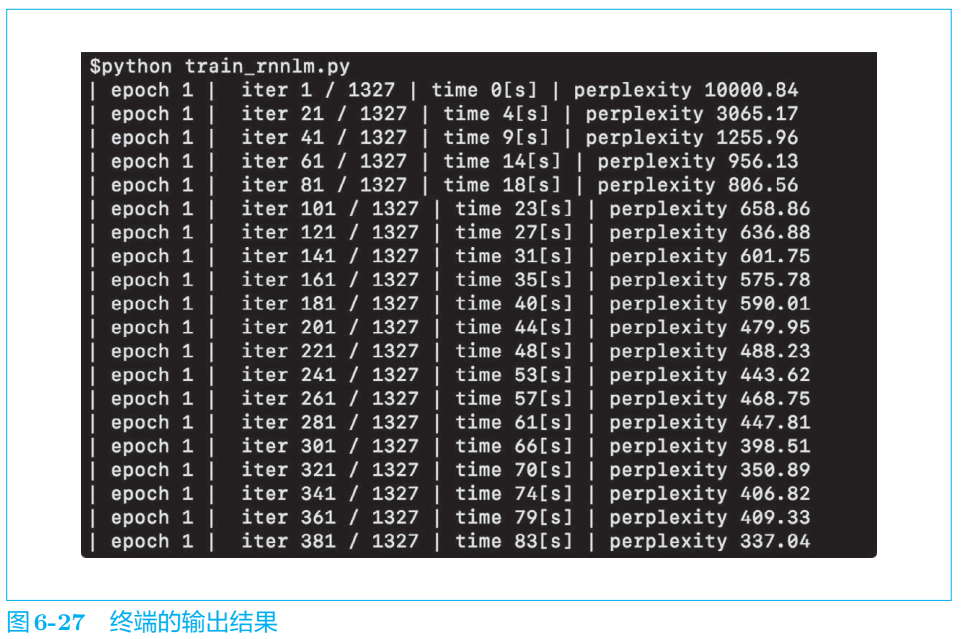 $python train_rnnlm.py
| epoch 1 |  iter 1 / 1327 | time 0[s] | perplexity 10000.84
| epoch 1 |  iter 21 / 1327 | time 4[s] | perplexity 3065.17
| epoch 1 |  iter 41 / 1327 | time 9[s] | perplexity 1255.96
| epoch 1 |  iter 61 / 1327 | time 14[s] | perplexity 956.13
| epoch 1 |  iter 81 / 1327 | time 18[s] | perplexity 806.56
| epoch 1 |  iter 101 / 1327 | time 23[s] | perplexity 658.86
| epoch 1 |  iter 121 / 1327 | time 27[s] | perplexity 636.88
| epoch 1 |  iter 141 / 1327 | time 31[s] | perplexity 601.75
| epoch 1 |  iter 161 / 1327 | time 35[s] | perplexity 575.78
| epoch 1 |  iter 181 / 1327 | time 40[s] | perplexity 590.01
| epoch 1 |  iter 201 / 1327 | time 44[s] | perplexity 479.95
| epoch 1 |  iter 221 / 1327 | time 48[s] | perplexity 488.23
| epoch 1 |  iter 241 / 1327 | time 53[s] | perplexity 443.62
| epoch 1 |  iter 261 / 1327 | time 57[s] | perplexity 468.75
| epoch 1 |  iter 281 / 1327 | time 61[s] | perplexity 447.81
| epoch 1 |  iter 301 / 1327 | time 66[s] | perplexity 398.51
| epoch 1 |  iter 321 / 1327 | time 70[s] | perplexity 350.89
| epoch 1 |  iter 341 / 1327 | time 74[s] | perplexity 406.82
| epoch 1 |  iter 361 / 1327 | time 79[s] | perplexity 409.33
| epoch 1 |  iter 381 / 1327 | time 83[s] | perplexity 337.04
图6-27 终端的输出结果